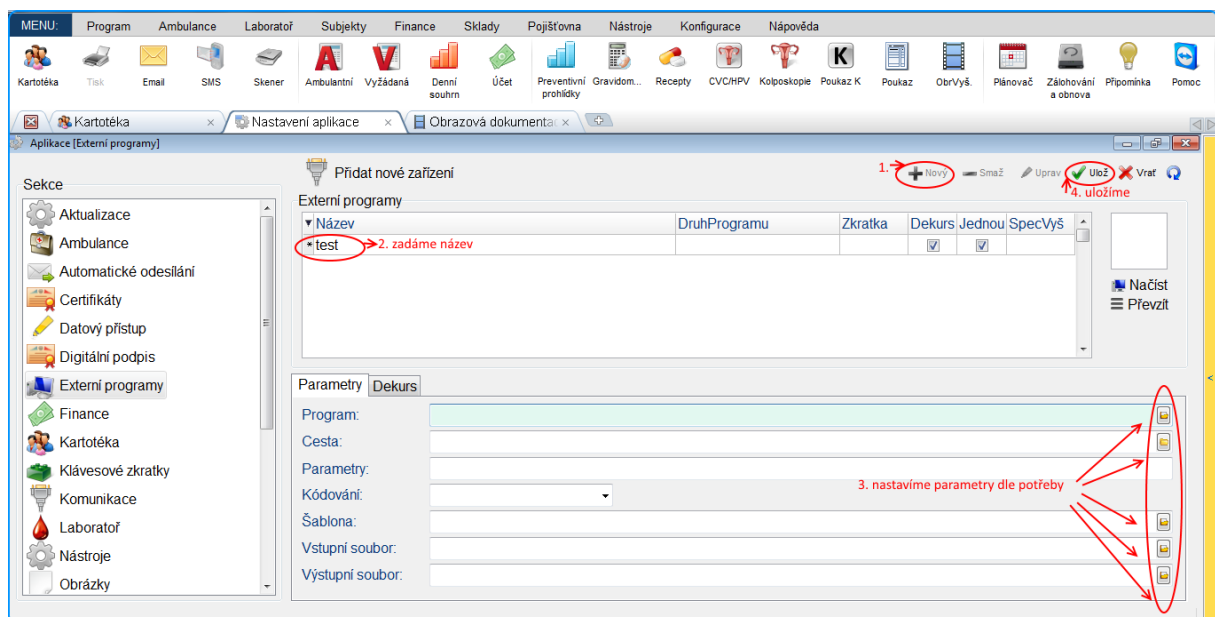 MENU: Program Ambulance Laboratoř Subjekty Finance Sklady Pojišťovna Nástroje Konfigurace Nápověda
Kartotéka Tisk Email SMS Skener Ambulantní Vyžádaná Denní souhrn Účet Preventivní prohlídky Gravidom... Recepty CVC/HPV Kolposkopie Poukaz K Poukaz ObrVyš. Plánovač Zálohování a obnova Připomínka Pomoc
Kartotéka × Nastavení aplikace × Obrazová dokumentac ×
Aplikace [Externí programy]
Sekce
Aktualizace
Ambulance
Automatické odesílání
Certifikáty
Datový přístup
Digitální podpis
Externí programy
Finance
Kartotéka
Klávesové zkratky
Komunikace
Laboratoř
Nástroje
Obrázky
Přidat nové zařízení
1. Nový Smaž Uprav Ulož Vrať
4. uložíme
Externí programy
Název DruhProgramu Zkratka Dekurs Jednou SpecVyš
* test 2. zadáme název
Načíst
Převzít
Parametry Dekurs
Program:
Cesta:
Parametry:
3. nastavíme parametry dle potřeby
Kódování:
Šablona:
Vstupní soubor:
Výstupní soubor:
<